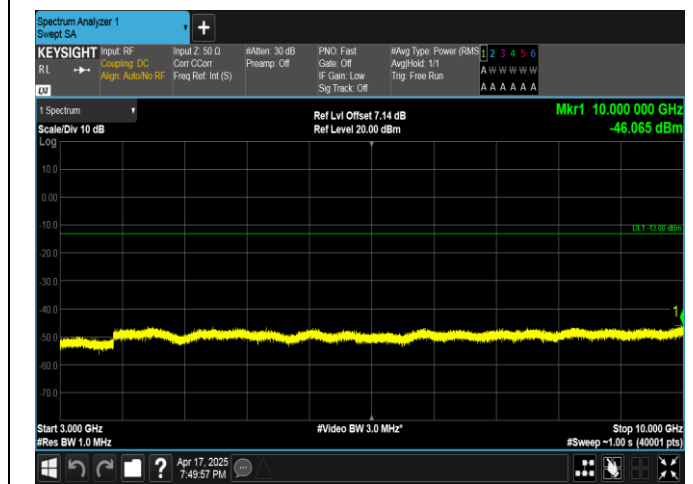 Spectrum Analyzer 1
Swept SA
+
KEYSIGHT
RL
LXI
Input: RF
Coupling: DC
Align: Auto/No RF
Input Z: 50 Ω
Corr CCorr
Freq Ref: Int (S)
#Atten: 30 dB
Preamp: Off
PNO: Fast
Gate: Off
IF Gain: Low
Sig Track: Off
#Avg Type: Power (RMS
Avg|Hold: 1/1
Trig: Free Run
1 2 3 4 5 6
A W W W W W
A A A A A A
1 Spectrum
Scale/Div 10 dB
Log
Ref Lvl Offset 7.14 dB
Ref Level 20.00 dBm
Mkr1 10.000 000 GHz
-46.065 dBm
10.0
0.00
-10.0
DL1 -13.00 dBm
-20.0
-30.0
-40.0
1
-50.0
-60.0
-70.0
Start 3.000 GHz
#Res BW 1.0 MHz
#Video BW 3.0 MHz*
Stop 10.000 GHz
#Sweep ~1.00 s (40001 pts)
?
Apr 17, 2025
7:49:57 PM